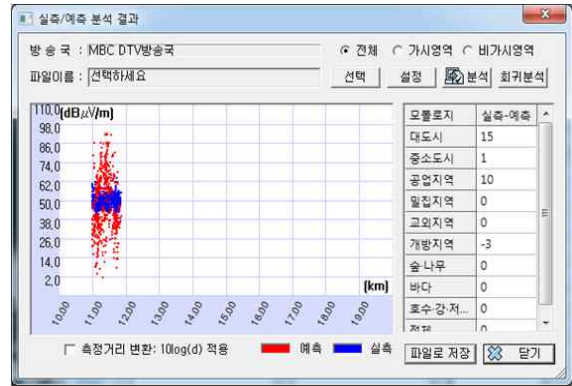 실측/예측 분석 결과
방 송 국 : MBC DTV방송국
전체 가시영역 비가시영역
파일이름 : 선택하세요 선택 설정 분석 회귀분석
110,0 (dBμV/m)
98,0
86,0
74,0
62,0
50,0
38,0
26,0
14,0
2,0
(km)
10,00 11,00 12,00 13,00 14,00 15,00 16,00 17,00 18,00 19,00
모폴로지 실측-예측
대도시 15
중소도시 1
공업지역 10
밀집지역 0
교외지역 0
개방지역 -3
숲·나무 0
바다 0
호수·강·저... 0
전체 0
측정거리 변환: 10log(d) 적용 예측 실측
파일로 저장 닫기